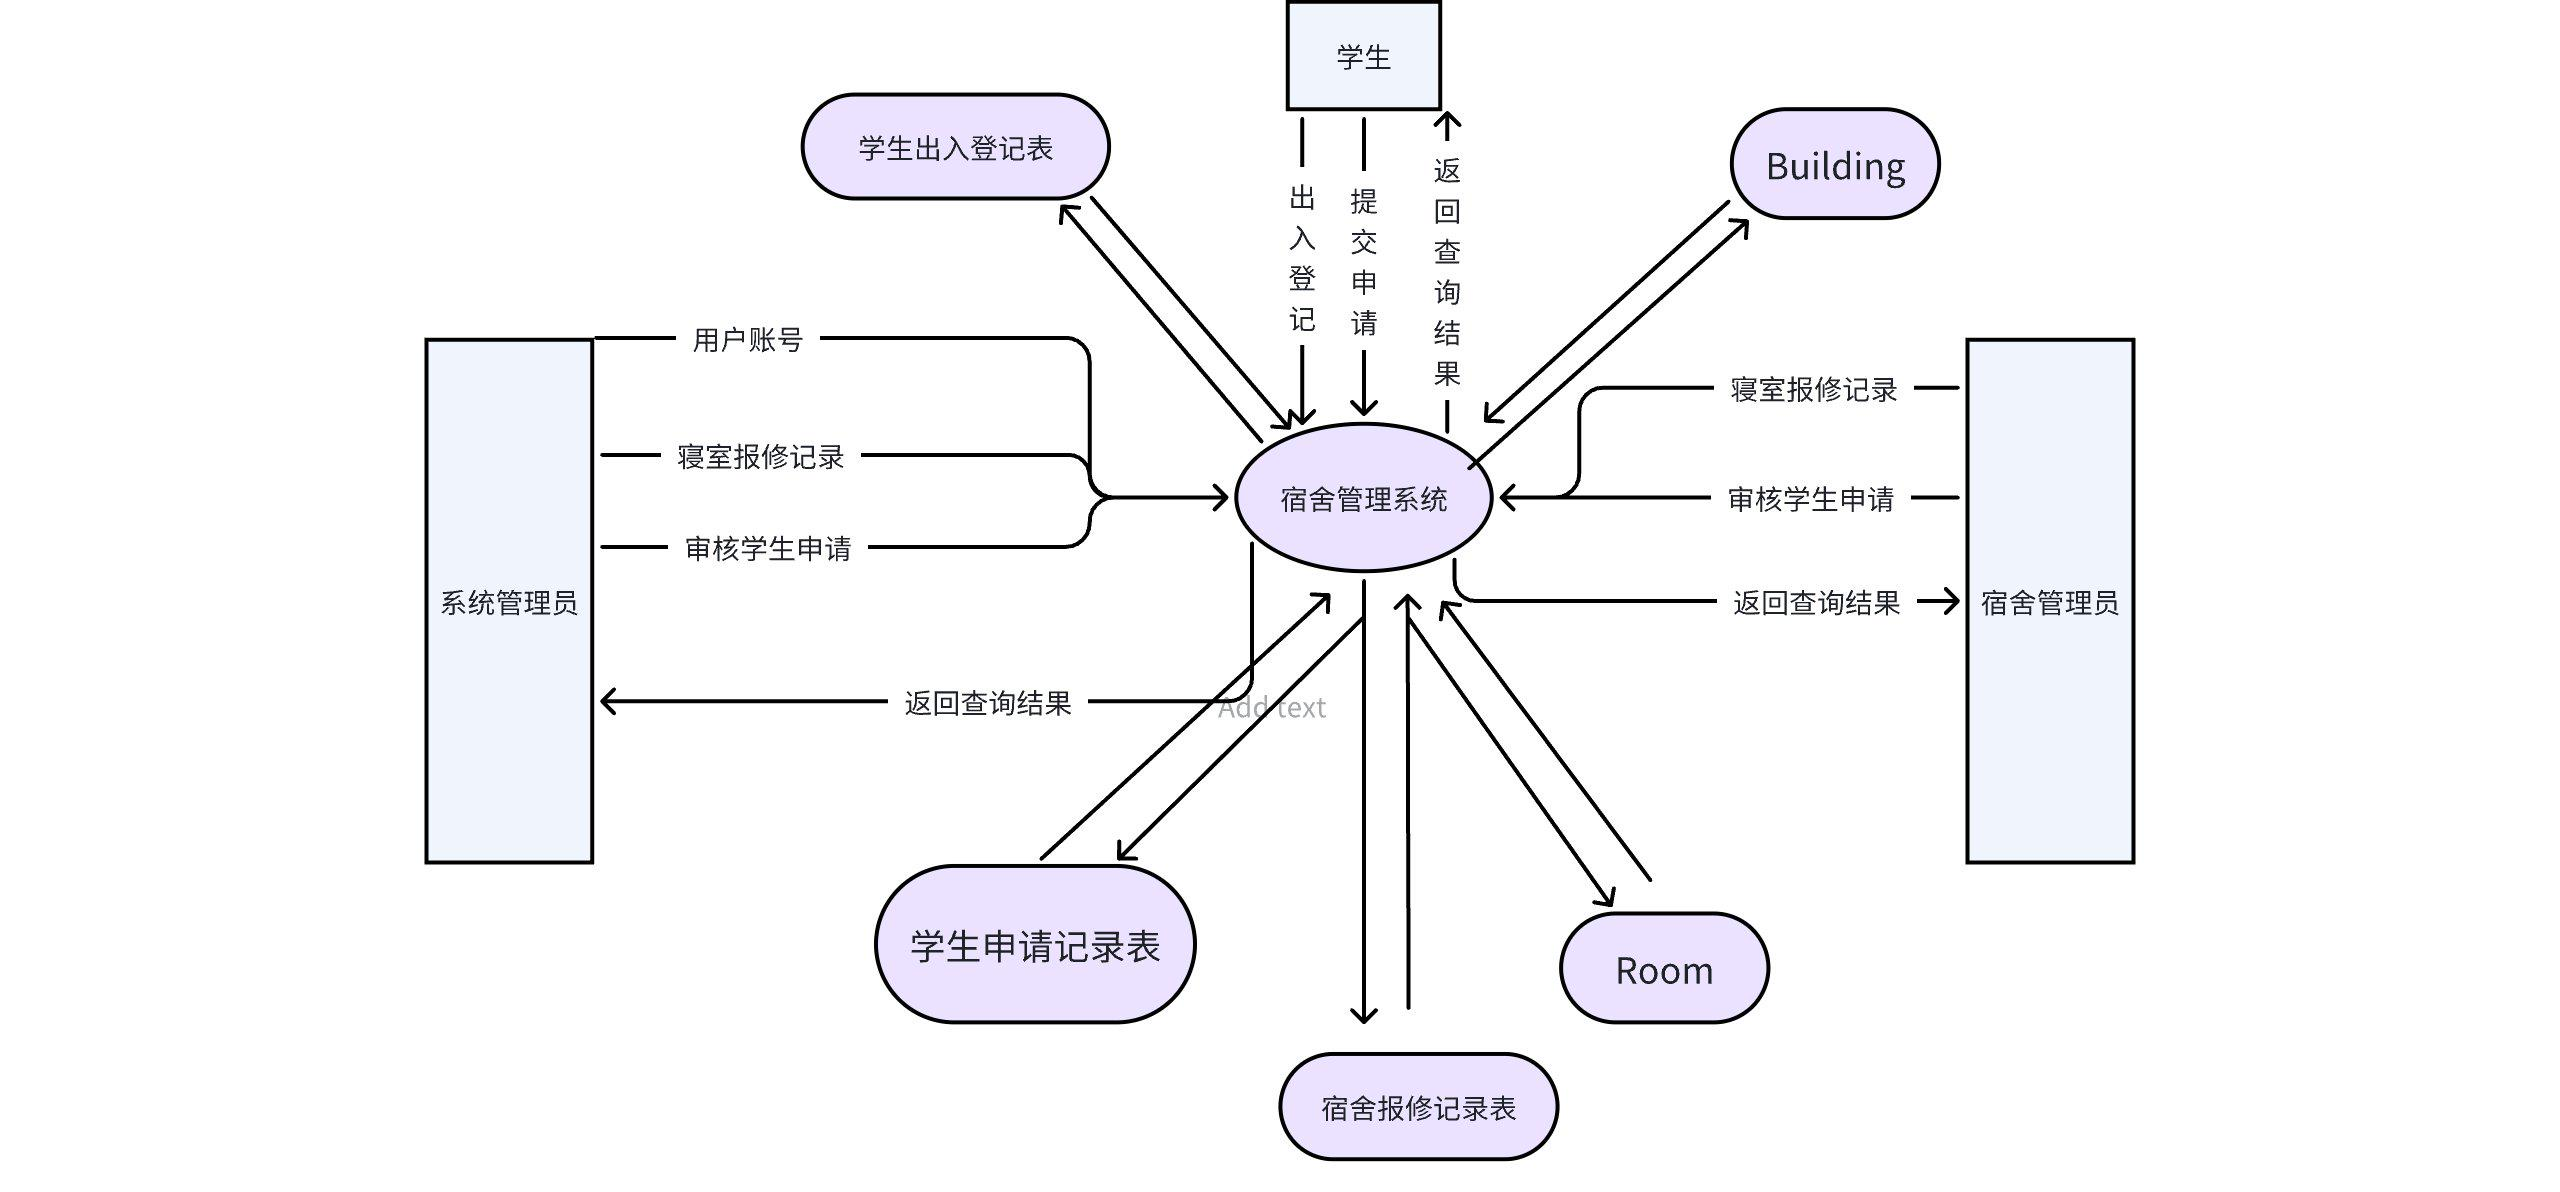 学生
学生出入登记表
Building
出入登记
提交申请
返回查询结果
用户账号
寝室报修记录
寝室报修记录
宿舍管理系统
审核学生申请
审核学生申请
系统管理员
返回查询结果
宿舍管理员
返回查询结果
Add text
学生申请记录表
Room
宿舍报修记录表